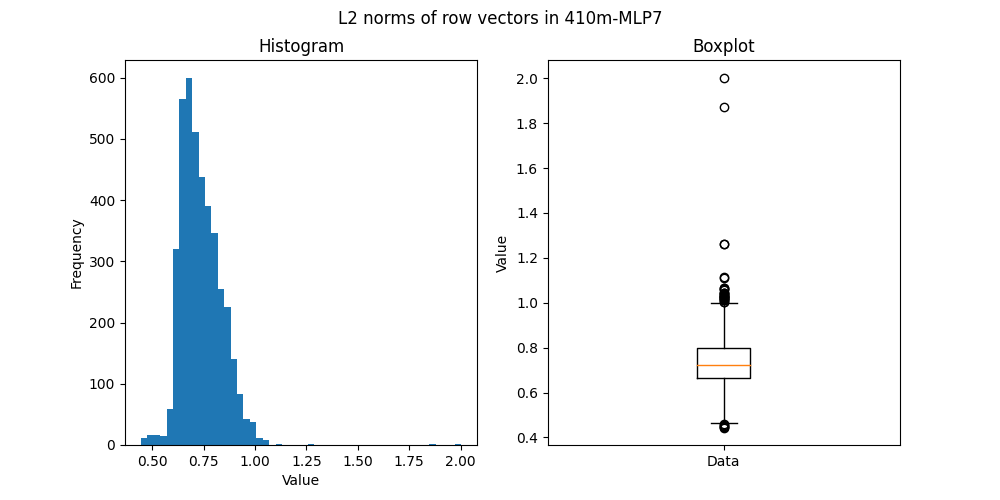 L2 norms of row vectors in 410m-MLP7
Histogram
Frequency
600
500
400
300
200
100
0
0.50 0.75 1.00 1.25 1.50 1.75 2.00
Value
Boxplot
Value
2.0
1.8
1.6
1.4
1.2
1.0
0.8
0.6
0.4
Data